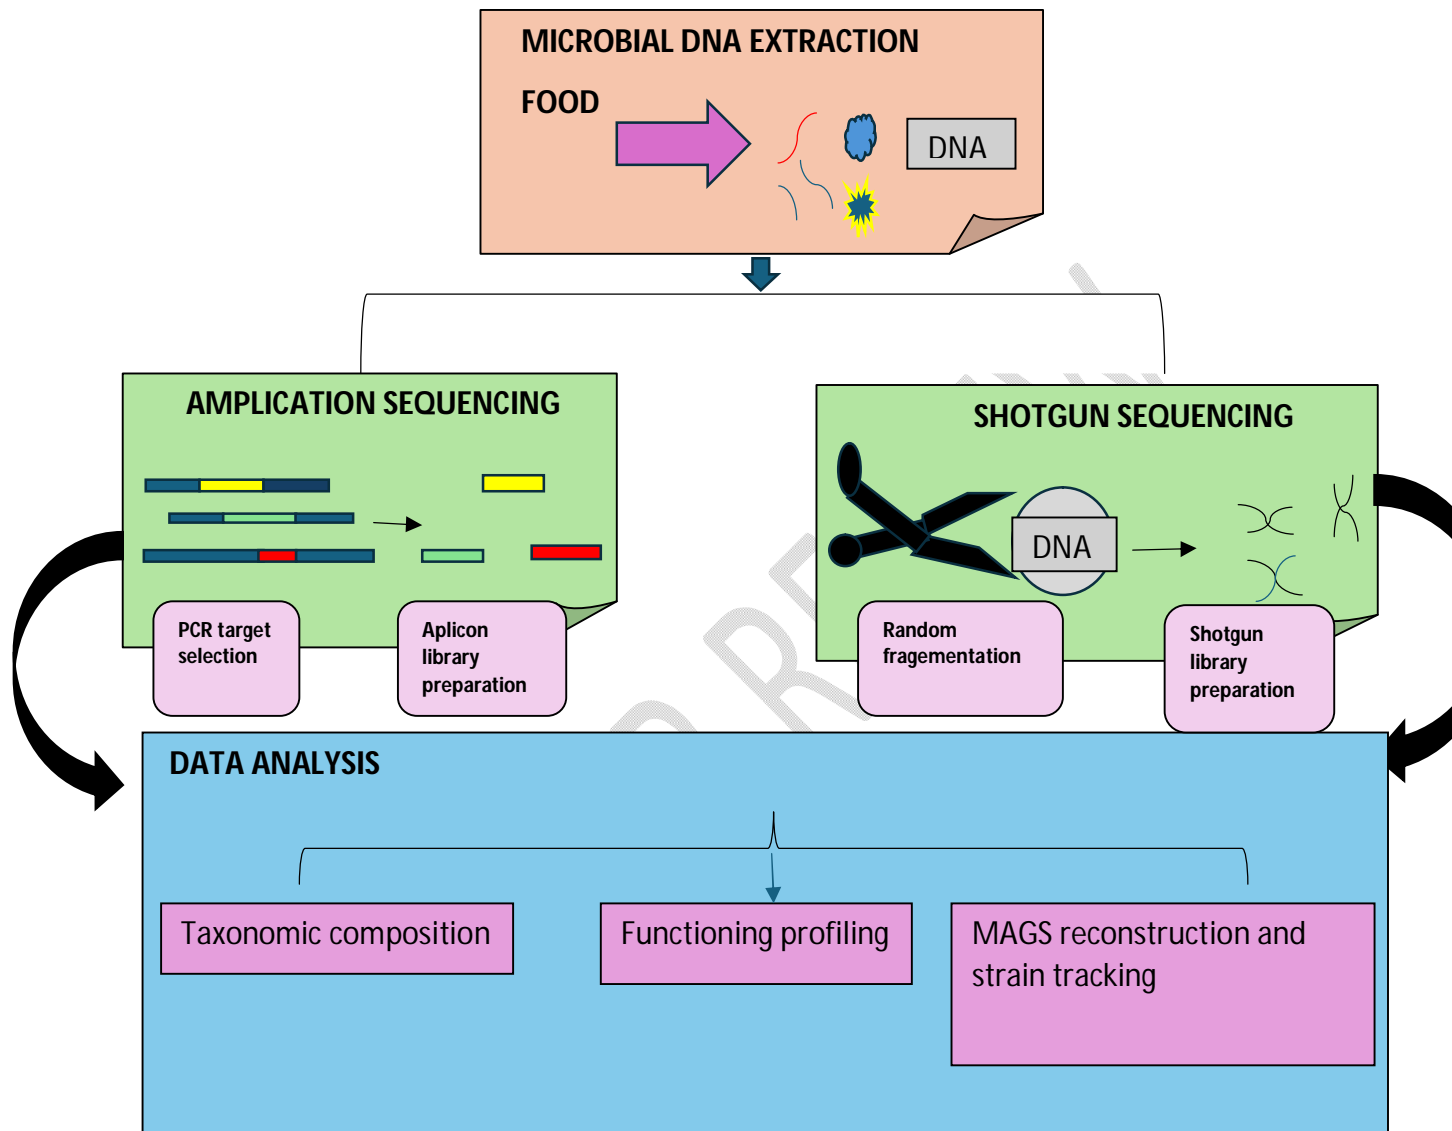 MICROBIAL DNA EXTRACTION
FOOD
DNA
AMPLICATION SEQUENCING
PCR target
selection
Aplicon
library
preparation
SHOTGUN SEQUENCING
DNA
Random
fragementation
Shotgun
library
preparation
DATA ANALYSIS
Taxonomic composition
Functioning profiling
MAGS reconstruction and
strain tracking